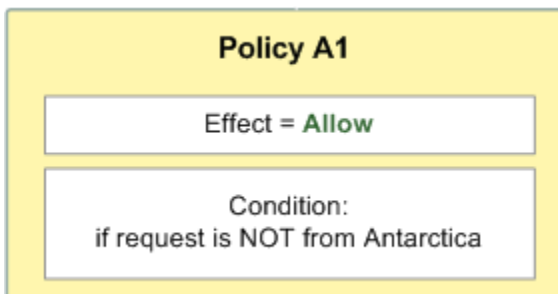 Policy A1
Effect = Allow
Condition:
if request is NOT from Antarctica